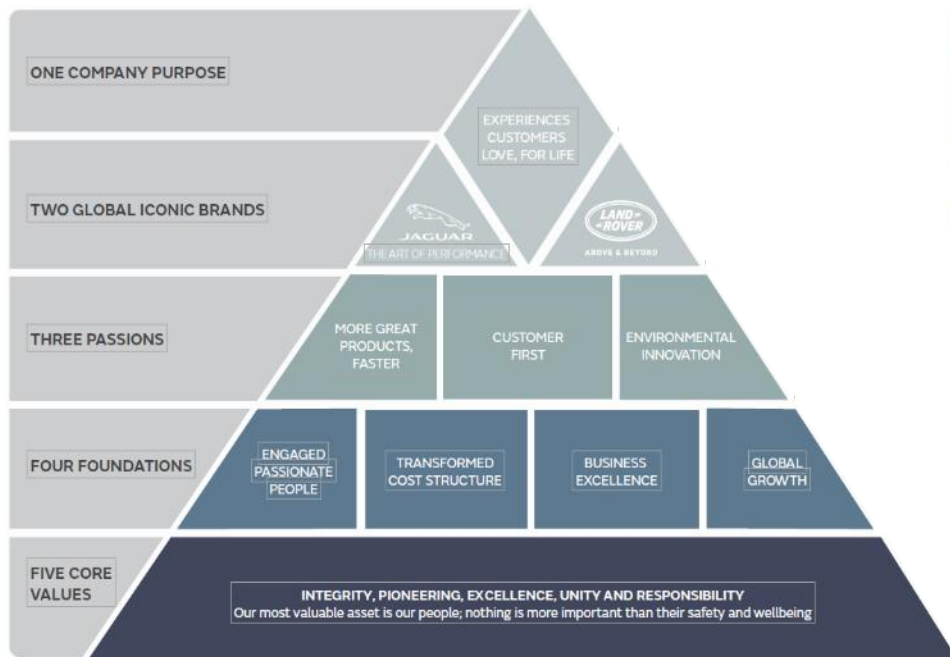 ONE COMPANY PURPOSE
EXPERIENCES
CUSTOMERS
LOVE, FOR LIFE
TWO GLOBAL ICONIC BRANDS
JAGUAR
THE ART OF PERFORMANCE
LAND
ROVER
ABOVE & BEYOND
THREE PASSIONS
MORE GREAT
PRODUCTS,
FASTER
CUSTOMER
FIRST
ENVIRONMENTAL
INNOVATION
FOUR FOUNDATIONS
ENGAGED
PASSIONATE
PEOPLE
TRANSFORMED
COST STRUCTURE
BUSINESS
EXCELLENCE
GLOBAL
GROWTH
FIVE CORE
VALUES
INTEGRITY, PIONEERING, EXCELLENCE, UNITY AND RESPONSIBILITY
Our most valuable asset is our people; nothing is more important than their safety and wellbeing